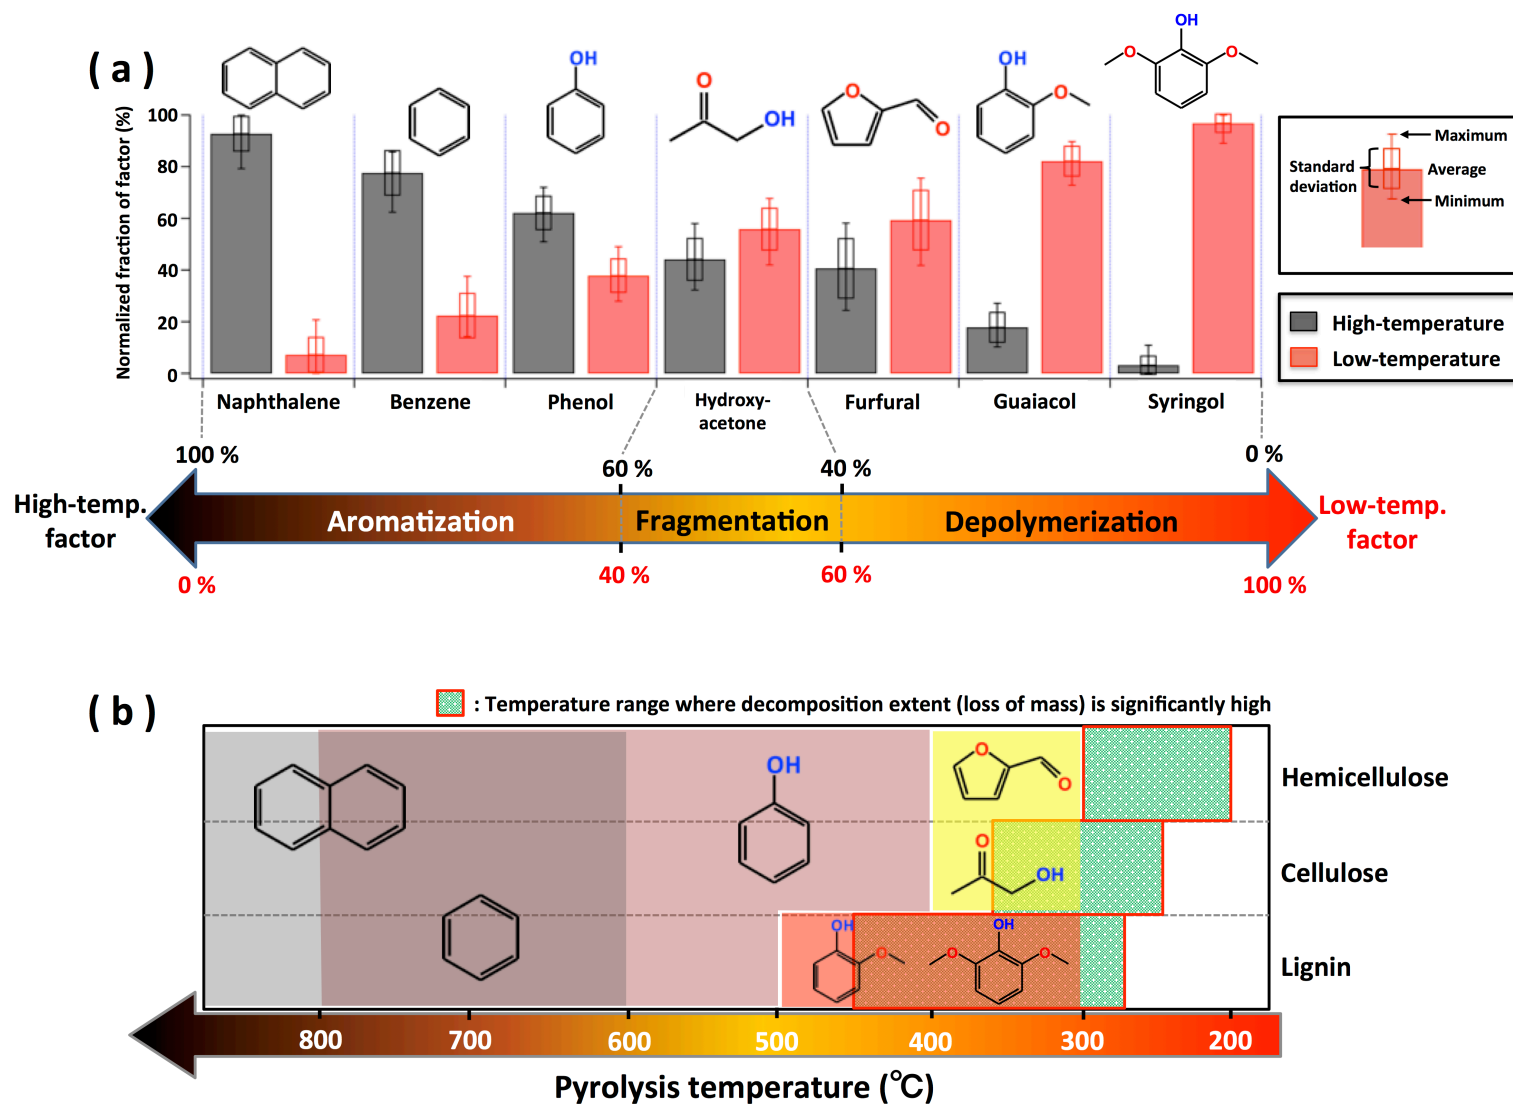 ( a )
OH
O
O
OH
O
OH
O
O
OH
O
O
OH
O
Normalized fraction of factor (%)
100
80
60
40
20
0
Maximum
Standard
deviation
Average
Minimum
High-temperature
Low-temperature
Naphthalene
Benzene
Phenol
Hydroxy-
acetone
Furfural
Guaiacol
Syringol
100 %
60 %
40 %
0 %
High-temp.
factor
Aromatization
Fragmentation
Depolymerization
Low-temp.
factor
0 %
40 %
60 %
100 %
( b )
: Temperature range where decomposition extent (loss of mass) is significantly high
OH
O
O
Hemicellulose
O
OH
Cellulose
OH
O
OH
O
O
Lignin
800
700
600
500
400
300
200
Pyrolysis temperature (℃)